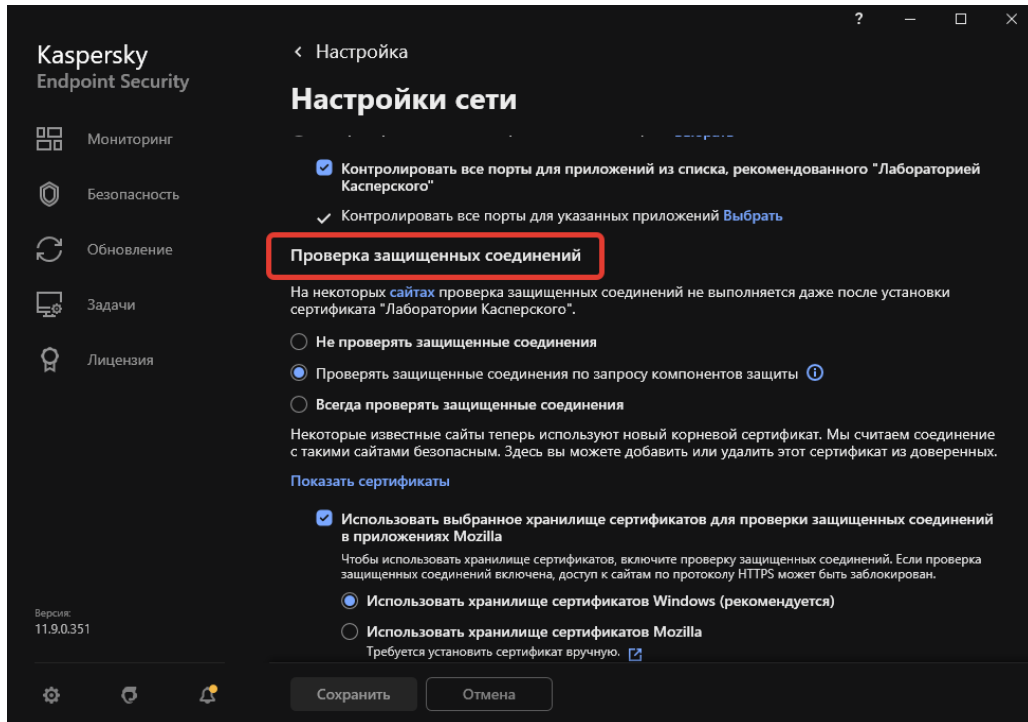 ?
Kaspersky
Endpoint Security
Мониторинг
Безопасность
Обновление
Задачи
Лицензия
Версия:
11.9.0.351
Настройка
Настройки сети
Контролировать все порты для приложений из списка, рекомендованного "Лабораторией
Касперского"
Контролировать все порты для указанных приложений Выбрать
Проверка защищенных соединений
На некоторых сайтах проверка защищенных соединений не выполняется даже после установки
сертификата "Лаборатории Касперского".
Не проверять защищенные соединения
Проверять защищенные соединения по запросу компонентов защиты
Всегда проверять защищенные соединения
Некоторые известные сайты теперь используют новый корневой сертификат. Мы считаем соединение
с такими сайтами безопасным. Здесь вы можете добавить или удалить этот сертификат из доверенных.
Показать сертификаты
Использовать выбранное хранилище сертификатов для проверки защищенных соединений
в приложениях Mozilla
Чтобы использовать хранилище сертификатов, включите проверку защищенных соединений. Если проверка
защищенных соединений включена, доступ к сайтам по протоколу HTTPS может быть заблокирован.
Использовать хранилище сертификатов Windows (рекомендуется)
Использовать хранилище сертификатов Mozilla
Требуется установить сертификат вручную.
Сохранить
Отмена